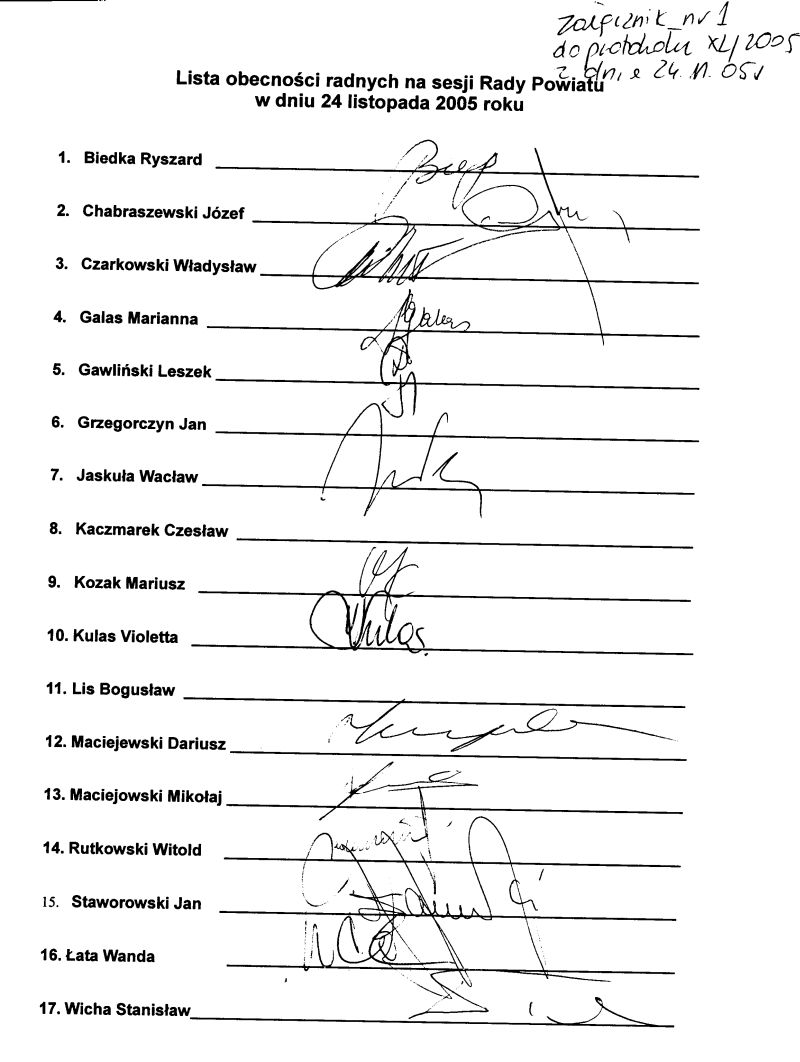 Załącznik nr 1
do protokołu XL/2005
z dnia 24.11.05r
Lista obecności radnych na sesji Rady Powiatu
w dniu 24 listopada 2005 roku
1. Biedka Ryszard
2. Chabraszewski Józef
3. Czarkowski Władysław
4. Galas Marianna
5. Gawliński Leszek
6. Grzegorczyn Jan
7. Jaskuła Wacław
8. Kaczmarek Czesław
9. Kozak Mariusz
10. Kulas Violetta
11. Lis Bogusław
12. Maciejewski Dariusz
13. Maciejowski Mikołaj
14. Rutkowski Witold
15. Staworowski Jan
16. Łata Wanda
17. Wicha Stanisław